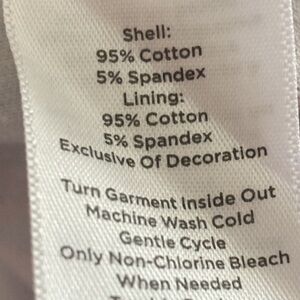 Shell:
95% Cotton
5% Spandex
Lining:
95% Cotton
5% Spandex
Exclusive Of Decoration
Turn Garment Inside Out
Machine Wash Cold
Gentle Cycle
Only Non-Chlorine Bleach
When Needed